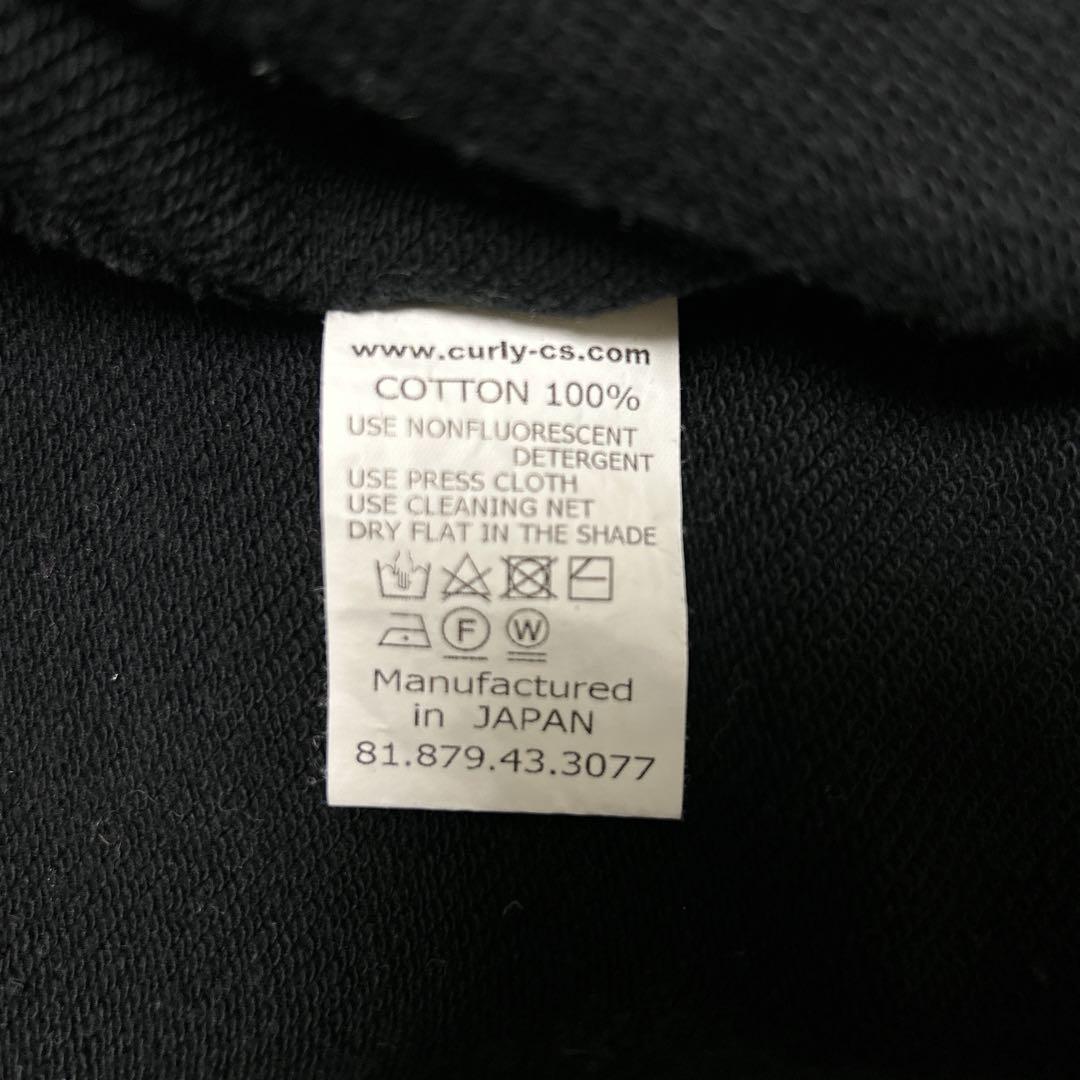 www.curly-cs.com
COTTON 100%
USE NONFLUORESCENT
DETERGENT
USE PRESS CLOTH
USE CLEANING NET
DRY FLAT IN THE SHADE
F W
Manufactured
in JAPAN
81.879.43.3077